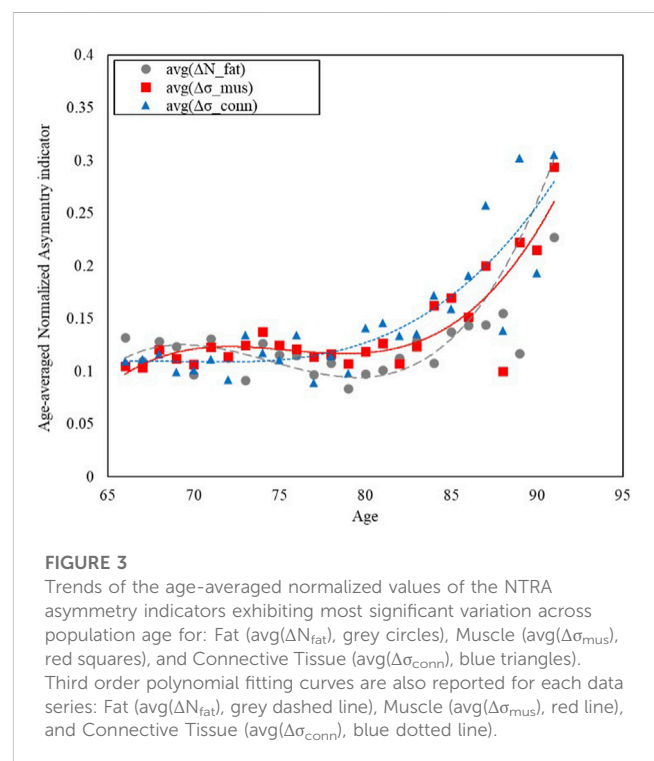 0.4
0.35
0.3
0.25
0.2
0.15
0.1
0.05
0
avg(ΔN_fat)
avg(Δσ_mus)
avg(Δσ_conn)
Age-averaged Normalized Asymemtry indicator
65
70
75
80
85
90
95
Age
FIGURE 3
Trends of the age-averaged normalized values of the NTRA
asymmetry indicators exhibiting most significant variation across
population age for: Fat (avg(ΔNfat), grey circles), Muscle (avg(Δσmus),
red squares), and Connective Tissue (avg(Δσconn), blue triangles).
Third order polynomial fitting curves are also reported for each data
series: Fat (avg(ΔNfat), grey dashed line), Muscle (avg(Δσmus), red line),
and Connective Tissue (avg(Δσconn), blue dotted line).